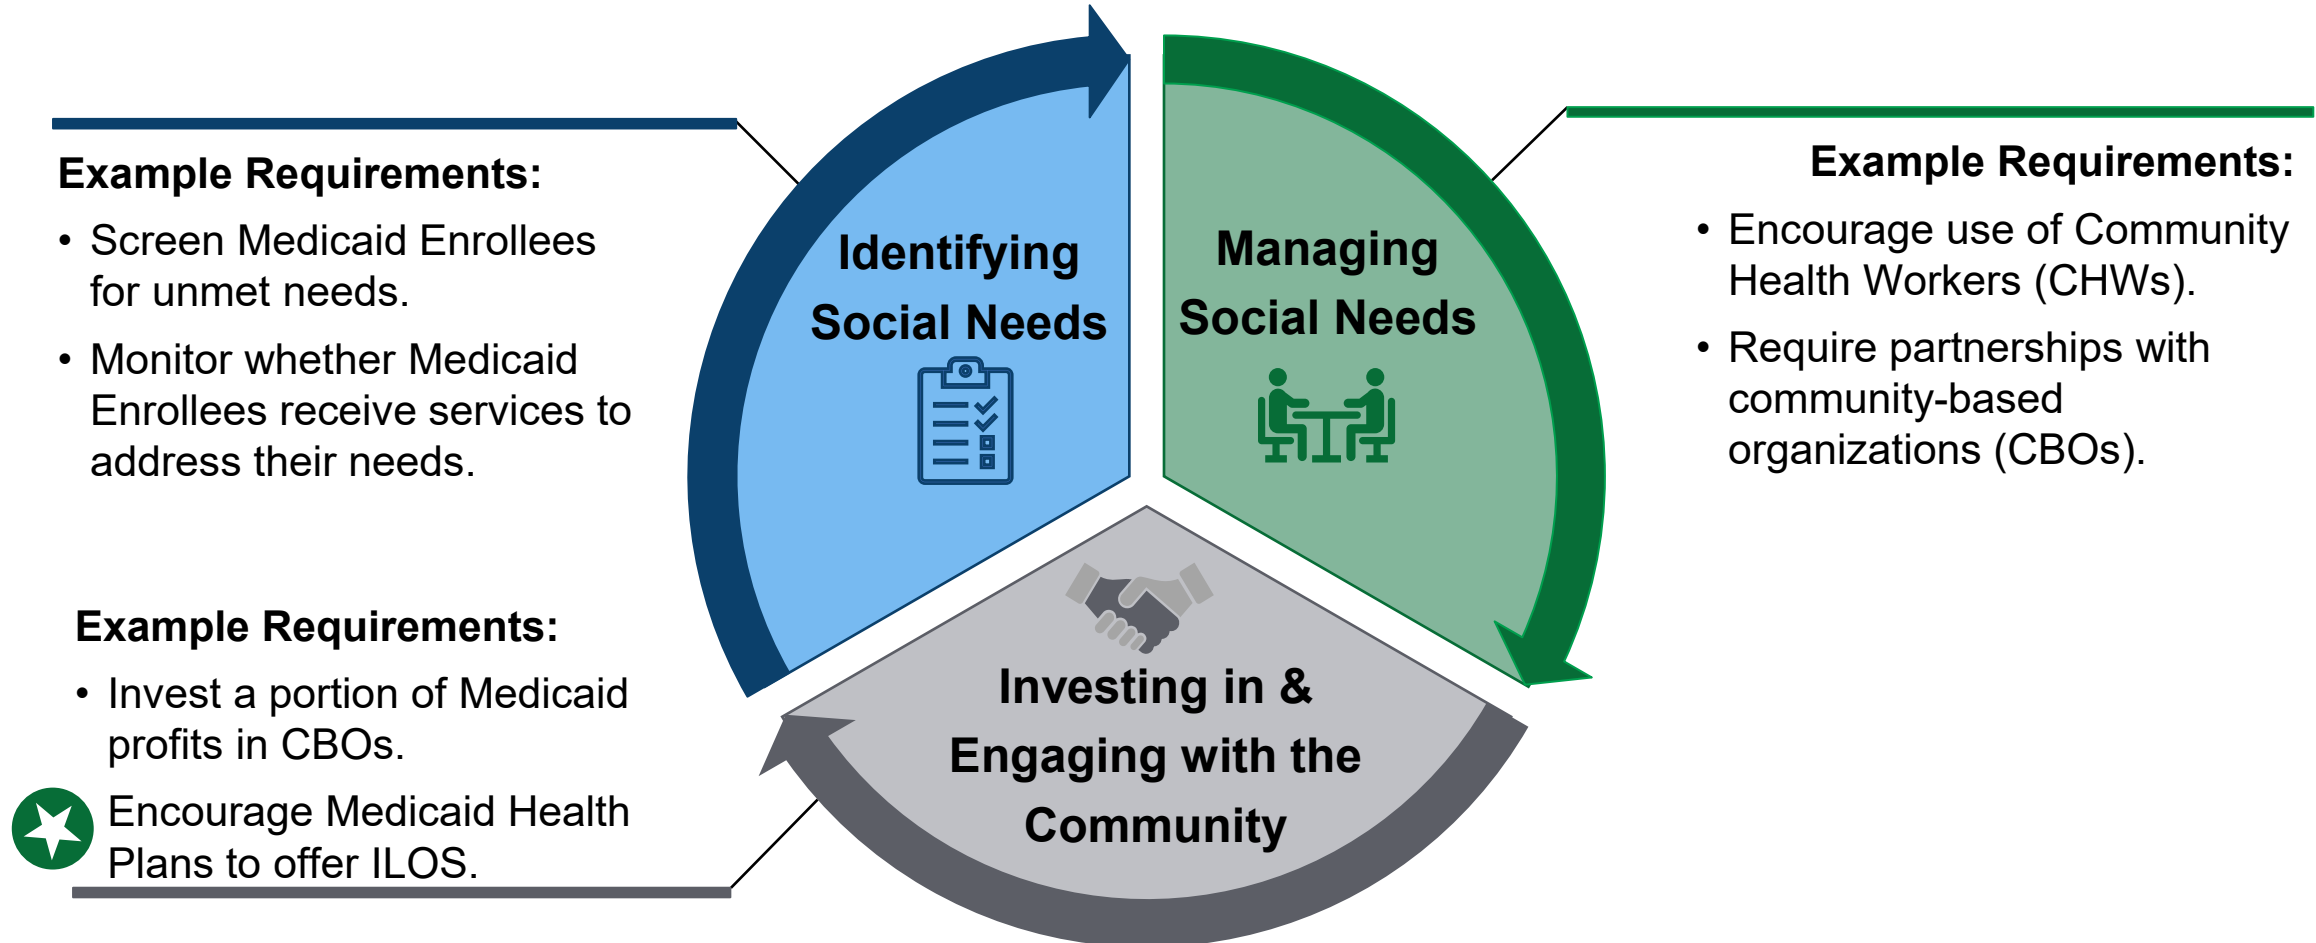 Example Requirements:
• Screen Medicaid Enrollees
for unmet needs.
• Monitor whether Medicaid
Enrollees receive services to
address their needs.
Identifying
Social Needs
Managing
Social Needs
Example Requirements:
• Encourage use of Community
Health Workers (CHWs).
• Require partnerships with
community-based
organizations (CBOs).
Example Requirements:
• Invest a portion of Medicaid
profits in CBOs.
Encourage Medicaid Health
Plans to offer ILOS.
Investing in &
Engaging with the
Community